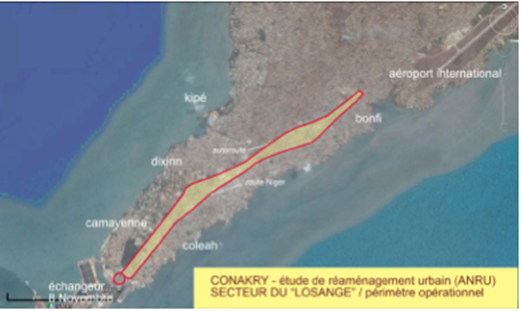 aéroport international
kipé
bonfi
autoroute
dixinn
route Niger
camayenne
coleah
échangeur
8 Novembre
CONAKRY - étude de réaménagement urbain (ANRU)
SECTEUR DU "LOSANGE" / périmètre opérationnel